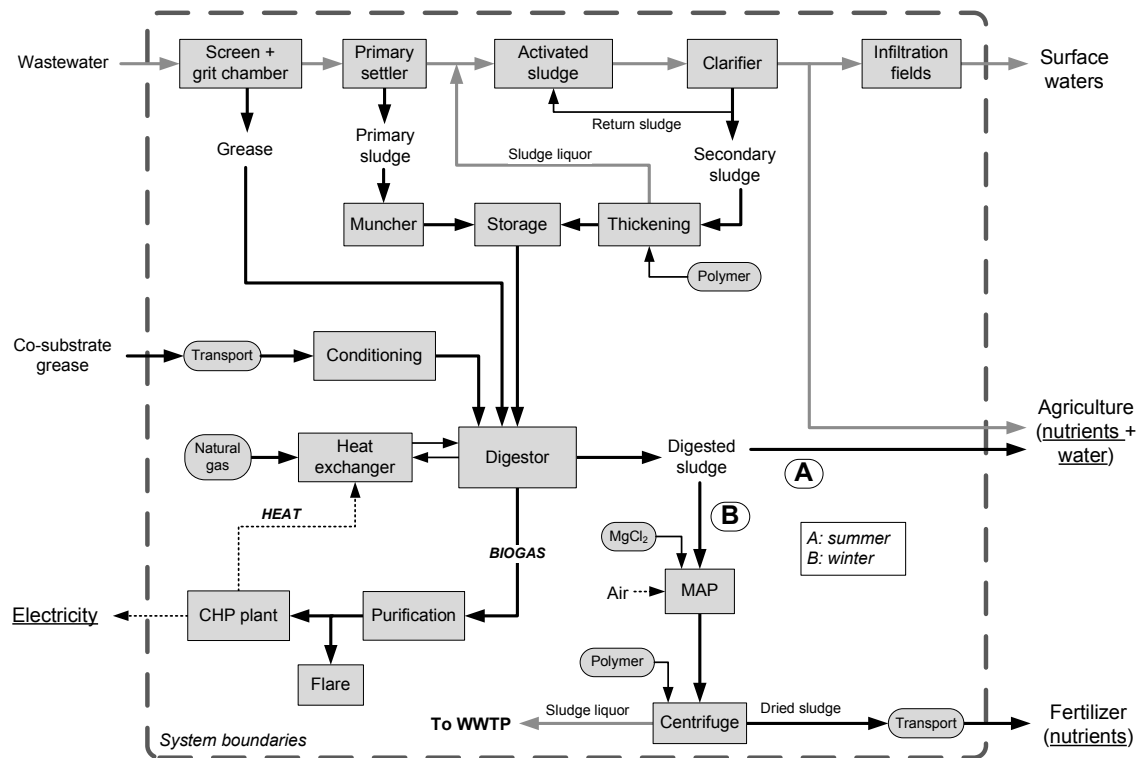 Wastewater
Screen +
grit chamber
Primary
settler
Activated
sludge
Clarifier
Infiltration
fields
Surface
waters
Return sludge
Grease
Primary
sludge
Sludge liquor
Secondary
sludge
Muncher
Storage
Thickening
Polymer
Co-substrate
grease
Transport
Conditioning
Agriculture
(nutrients +
water)
Natural
gas
Heat
exchanger
Digestor
Digested
sludge
A
B
HEAT
BIOGAS
MgCl₂
A: summer
B: winter
Air
MAP
Electricity
CHP plant
Purification
Flare
Polymer
To WWTP
Sludge liquor
Centrifuge
Dried sludge
Transport
Fertilizer
(nutrients)
System boundaries